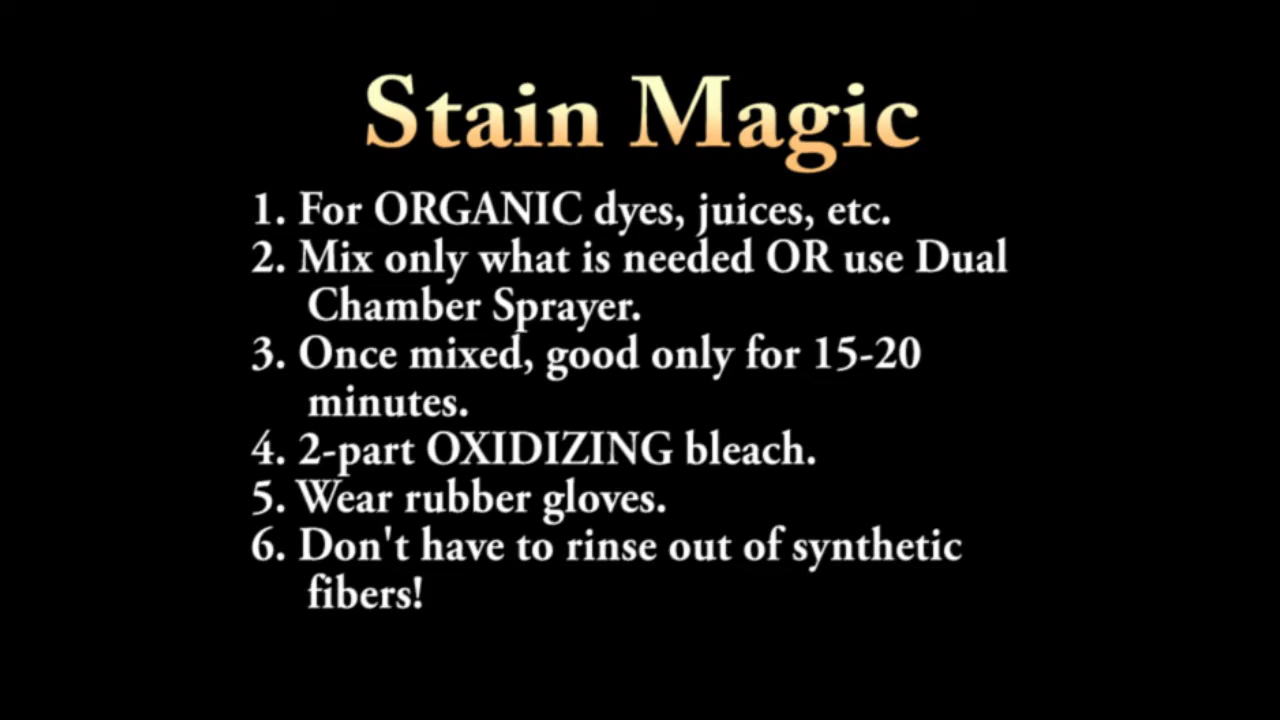 Stain Magic
1. For ORGANIC dyes, juices, etc.
2. Mix only what is needed OR use Dual
Chamber Sprayer.
3. Once mixed, good only for 15-20
minutes.
4. 2-part OXIDIZING bleach.
5. Wear rubber gloves.
6. Don't have to rinse out of synthetic
fibers!